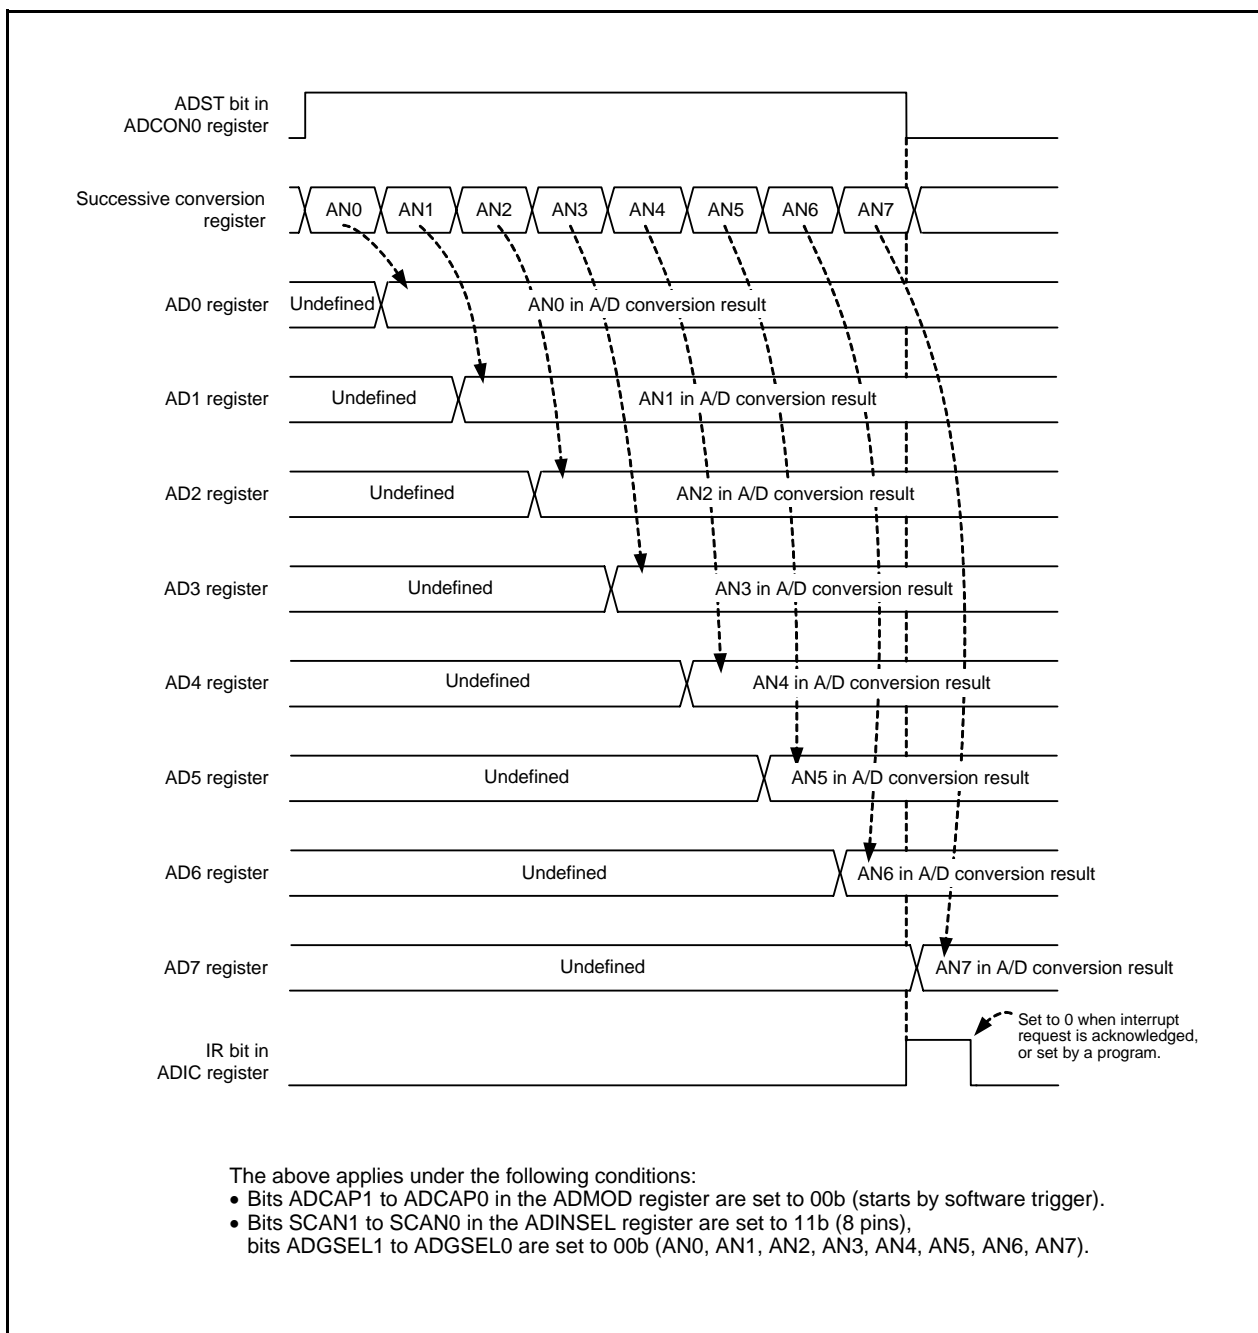 ADST bit in
ADCON0 register
Successive conversion
register
AN0 AN1 AN2 AN3 AN4 AN5 AN6 AN7
AD0 register
Undefined
AN0 in A/D conversion result
AD1 register
Undefined
AN1 in A/D conversion result
AD2 register
Undefined
AN2 in A/D conversion result
AD3 register
Undefined
AN3 in A/D conversion result
AD4 register
Undefined
AN4 in A/D conversion result
AD5 register
Undefined
AN5 in A/D conversion result
AD6 register
Undefined
AN6 in A/D conversion result
AD7 register
Undefined
AN7 in A/D conversion result
Set to 0 when interrupt
request is acknowledged,
or set by a program.
IR bit in
ADIC register
The above applies under the following conditions:
• Bits ADCAP1 to ADCAP0 in the ADMOD register are set to 00b (starts by software trigger).
• Bits SCAN1 to SCAN0 in the ADINSEL register are set to 11b (8 pins),
bits ADGSEL1 to ADGSEL0 are set to 00b (AN0, AN1, AN2, AN3, AN4, AN5, AN6, AN7).